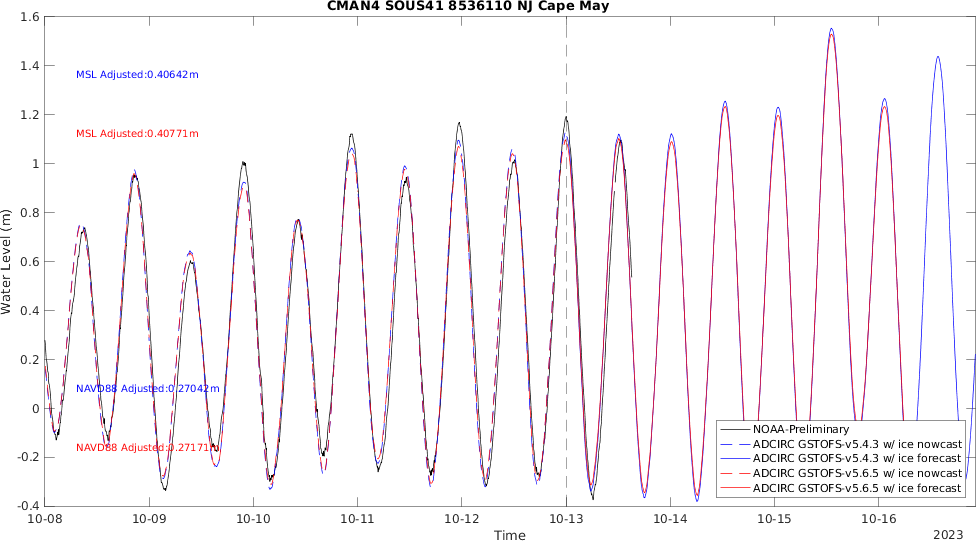 CMAN4 SOUS41 8536110 NJ Cape May
1.6
1.4
1.2
1
0.8
0.6
0.4
0.2
0
-0.2
-0.4
Water Level (m)
MSL Adjusted:0.40642m
MSL Adjusted:0.40771m
NAVD88 Adjusted:0.27042m
NAVD88 Adjusted:0.27171m
NOAA-Preliminary
ADCIRC GSTOFS-v5.4.3 w/ ice nowcast
ADCIRC GSTOFS-v5.4.3 w/ ice forecast
ADCIRC GSTOFS-v5.6.5 w/ ice nowcast
ADCIRC GSTOFS-v5.6.5 w/ ice forecast
10-08 10-09 10-10 10-11 10-12 10-13 10-14 10-15 10-16
Time
2023